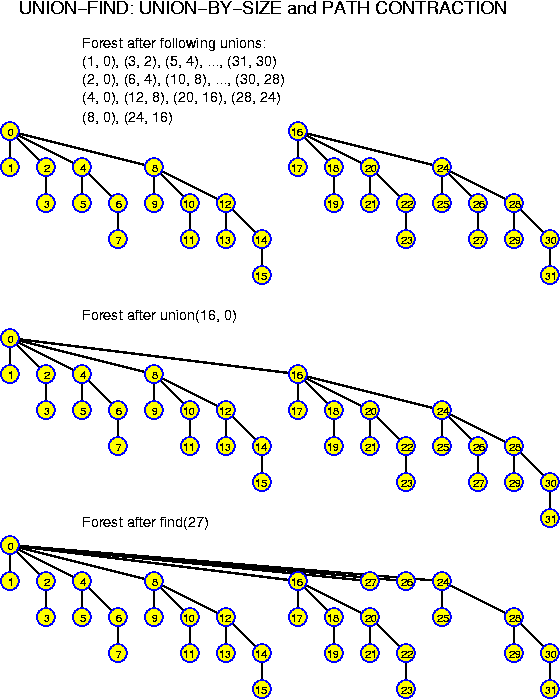 UNION-FIND: UNION-BY-SIZE and PATH CONTRACTION
Forest after following unions:
(1, 0), (3, 2), (5, 4), ..., (31, 30)
(2, 0), (6, 4), (10, 8), ..., (30, 28)
(4, 0), (12, 8), (20, 16), (28, 24)
(8, 0), (24, 16)
0 16
1 2 4 8 17 18 20 24
3 5 6 9 10 12 19 21 22 25 26 28
7 11 13 14 23 27 29 30
15 31
Forest after union(16, 0)
0
1 2 4 8 16
3 5 6 9 10 12 17 18 20 24
7 11 13 14 19 21 22 25 26 28
15 23 27 29 30
31
Forest after find(27)
0
1 2 4 8 16 27 26 24
3 5 6 9 10 12 17 18 20 25 28
7 11 13 14 19 21 22 29 30
15 23 31